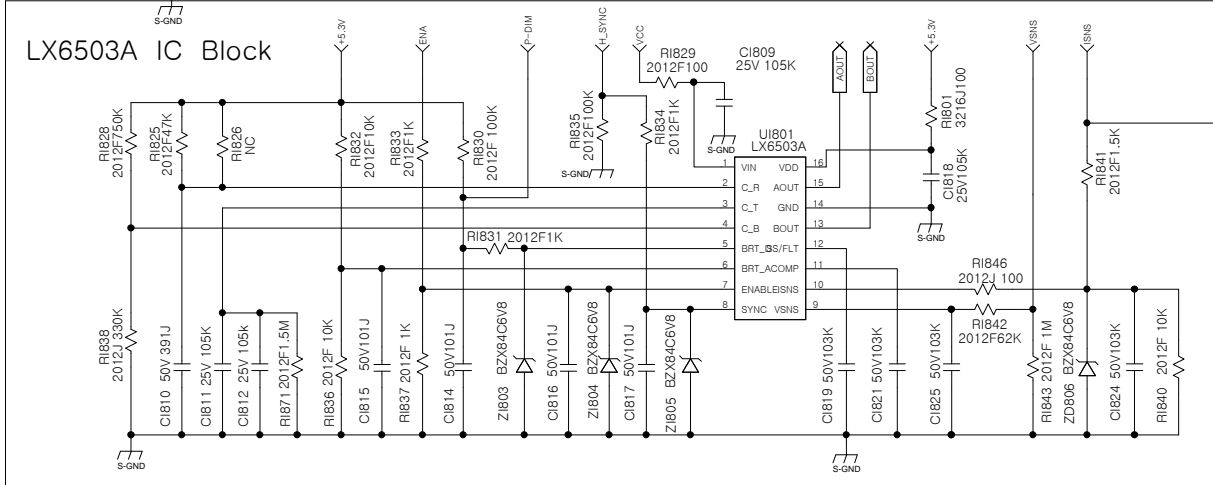 S-GND
LX6503A IC Block
+5.3V
ENA
P-DIM
H_SYNC
VCC
RI829
2012F100
CI809
25V 105K
S-GND
AOUT
BOUT
+5.3V
VSNS
ISNS
RI828
2012F750K
RI825
2012F47K
RI826
NC
RI832
2012F10K
RI833
2012F1K
RI830
2012F 100K
RI835
2012F100K
S-GND
RI834
2012F1K
RI801
3216J100
CI818
25V105K
S-GND
RI841
2012F1.5K
UI801
LX6503A
1 VIN VDD 16
2 C_R AOUT 15
3 C_T GND 14
4 C_B BOUT 13
5 BRT_D SS/FLT 12
6 BRT_A COMP 11
7 ENABLE ISNS 10
8 SYNC VSNS 9
RI831 2012F1K
RI846
2012J 100
RI842
2012F62K
RI838
2012J 330K
CI810 50V 391J
CI811 25V 105K
CI812 25V 105k
RI871 2012F1.5M
RI836 2012F 10K
CI815 50V101J
RI837 2012F 1K
CI814 50V101J
ZI803 BZX84C6V8
CI816 50V101J
ZI804 BZX84C6V8
CI817 50V101J
ZI805 BZX84C6V8
CI819 50V103K
CI821 50V103K
CI825 50V103K
RI843 2012F 1M
ZD806 BZX84C6V8
CI824 50V103K
RI840 2012F 10K
S-GND
S-GND